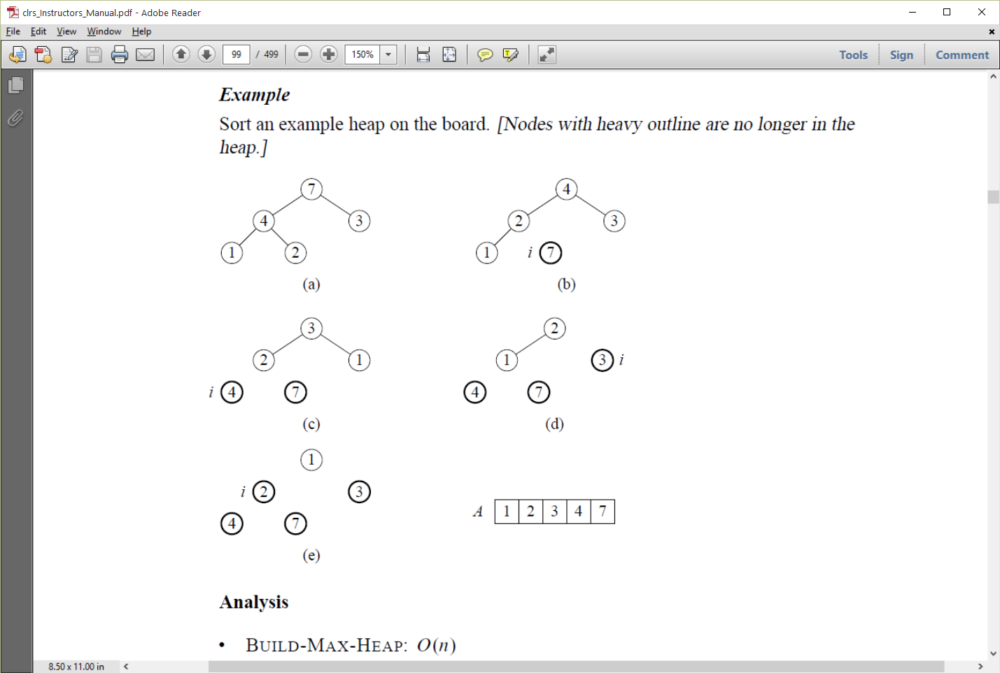 clrs_Instructors_Manual.pdf - Adobe Reader
File Edit View Window Help
99 / 499 150% Tools Sign Comment
Example
Sort an example heap on the board. [Nodes with heavy outline are no longer in the
heap.]
7
4 3
1 2
(a)
4
2 3
1 i 7
(b)
3
2 1
i 4 7
(c)
2
1 3 i
4 7
(d)
1
i 2 3
4 7
(e)
A 1 2 3 4 7
Analysis
• BUILD-MAX-HEAP: O(n)
8.50 x 11.00 in